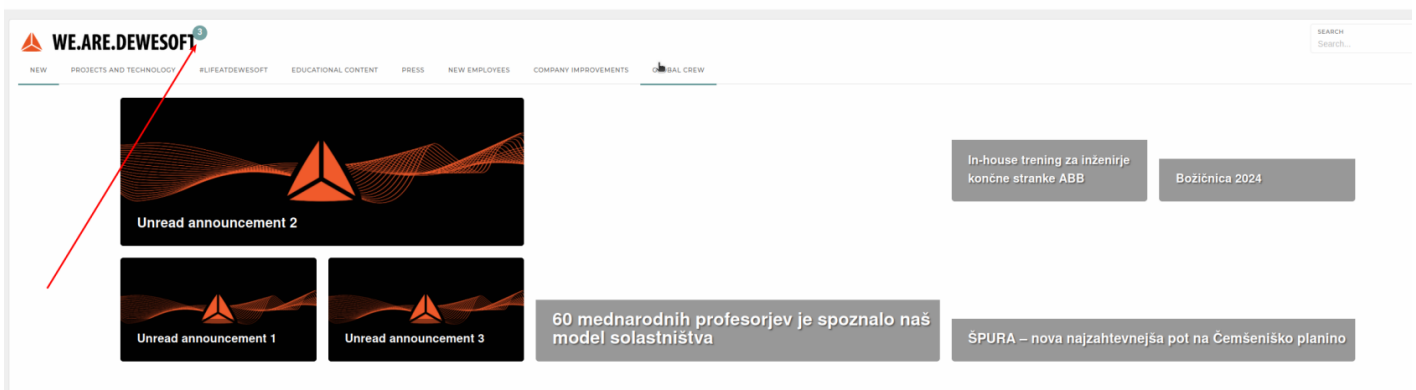 WE.ARE.DEWESOFT
3
SEARCH
Search...
NEW
PROJECTS AND TECHNOLOGY
#LIFEATDEWESOFT
EDUCATIONAL CONTENT
PRESS
NEW EMPLOYEES
COMPANY IMPROVEMENTS
GLOBAL CREW
Unread announcement 2
In-house trening za inženirje
končne stranke ABB
Božičnica 2024
Unread announcement 1
Unread announcement 3
60 mednarodnih profesorjev je spoznalo naš
model solastništva
ŠPURA – nova najzahtevnejša pot na Čemšeniško planino